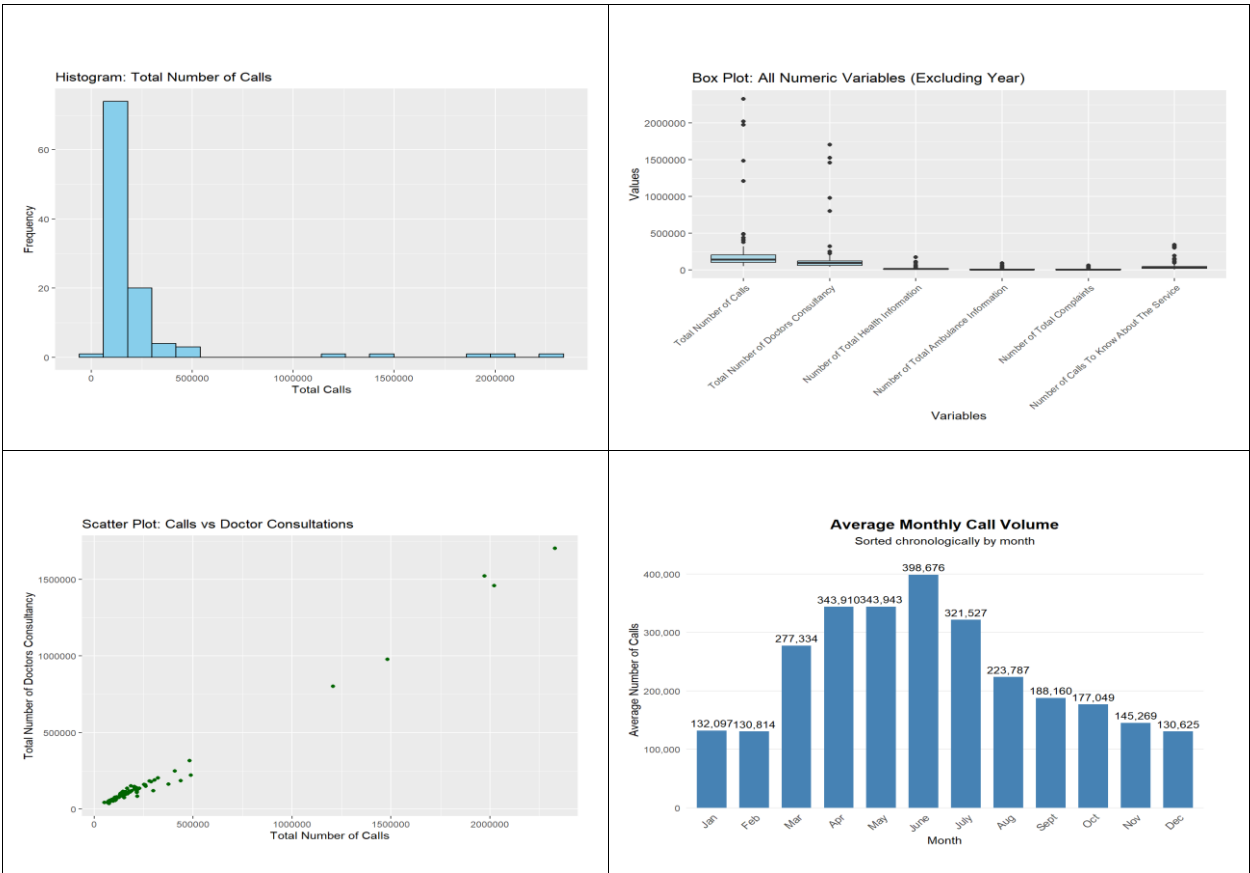 Histogram: Total Number of Calls
60
40
20
0
Frequency
0 500000 1000000 1500000 2000000
Total Calls
Box Plot: All Numeric Variables (Excluding Year)
2000000
1500000
1000000
500000
0
Values
Total Number of Calls
Total Number of Doctors Consultancy
Number of Total Health Information
Number of Total Ambulance Information
Number of Total Complaints
Number of Calls To Know About The Service
Variables
Scatter Plot: Calls vs Doctor Consultations
1500000
1000000
500000
0
Total Number of Doctors Consultancy
0 500000 1000000 1500000 2000000
Total Number of Calls
Average Monthly Call Volume
Sorted chronologically by month
400,000
300,000
200,000
100,000
0
Average Number of Calls
132,097 130,814 277,334 343,910 343,943 398,676 321,527 223,787 188,160 177,049 145,269 130,625
Jan Feb Mar Apr May June July Aug Sept Oct Nov Dec
Month